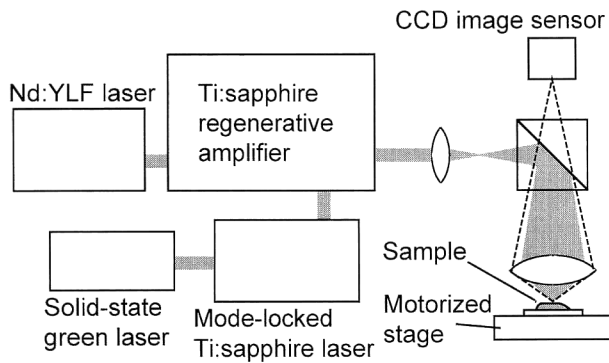 CCD image sensor
Nd:YLF laser
Ti:sapphire
regenerative
amplifier
Sample
Solid-state
green laser
Mode-locked
Ti:sapphire laser
Motorized
stage